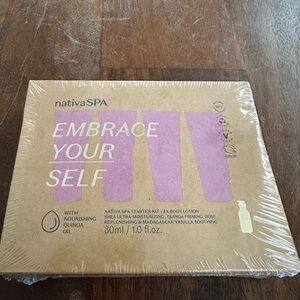 nativaSPA
EMBRACE
YOUR
SELF
WITH
NOURISHING
QUINOA
OIL
NATIVA SPA STARTER KIT - 4X BODY LOTION
SHEA ULTRA-MOISTURIZING, QUINOA FIRMING, ROSE
REPLENISHING & MADAGASCAR VANILLA SOOTHING
30ml / 1.0 fl.oz.